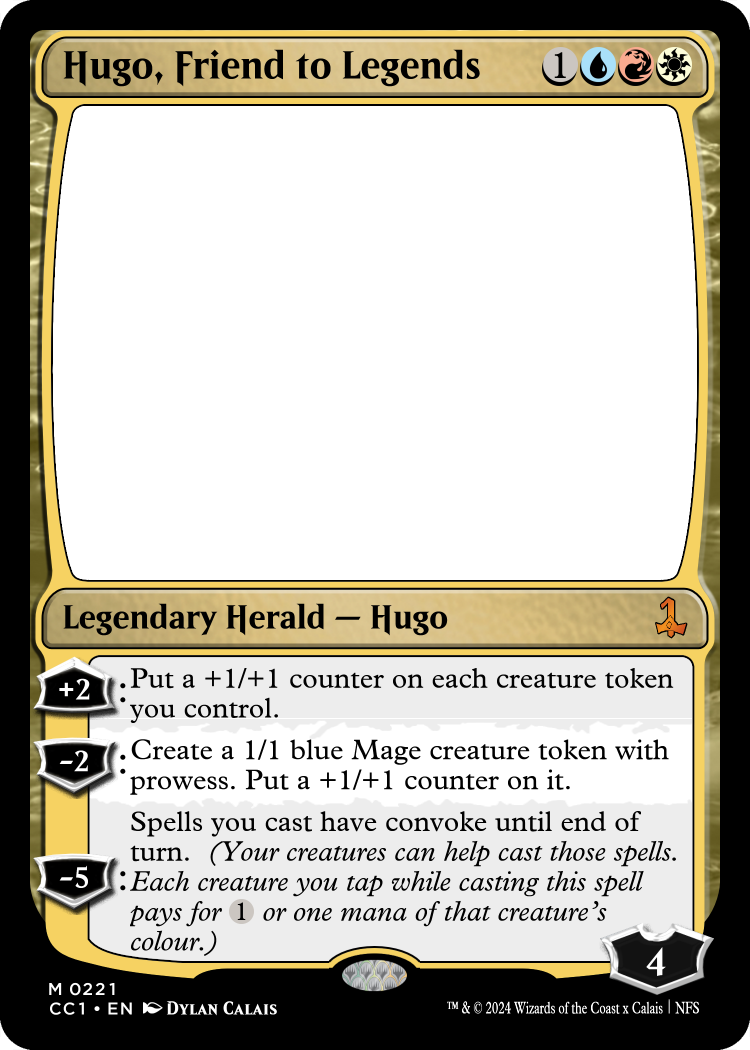 Hugo, Friend to Legends 1
Legendary Herald — Hugo
+2 : Put a +1/+1 counter on each creature token
you control.
−2 : Create a 1/1 blue Mage creature token with
prowess. Put a +1/+1 counter on it.
Spells you cast have convoke until end of
turn. (Your creatures can help cast those spells.
−5 : Each creature you tap while casting this spell
pays for 1 or one mana of that creature's
colour.)
4
M 0221
CC1 • EN Dylan Calais
™ & © 2024 Wizards of the Coast x Calais | NFS